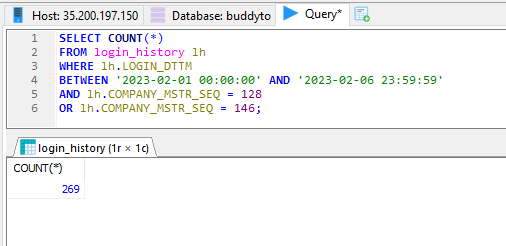 Host: 35.200.197.150 Database: buddyto Query*
1 SELECT COUNT(*)
2 FROM login_history lh
3 WHERE lh.LOGIN_DTTM
4 BETWEEN '2023-02-01 00:00:00' AND '2023-02-06 23:59:59'
5 AND lh.COMPANY_MSTR_SEQ = 128
6 OR lh.COMPANY_MSTR_SEQ = 146;
login_history (1r × 1c)
COUNT(*)
269